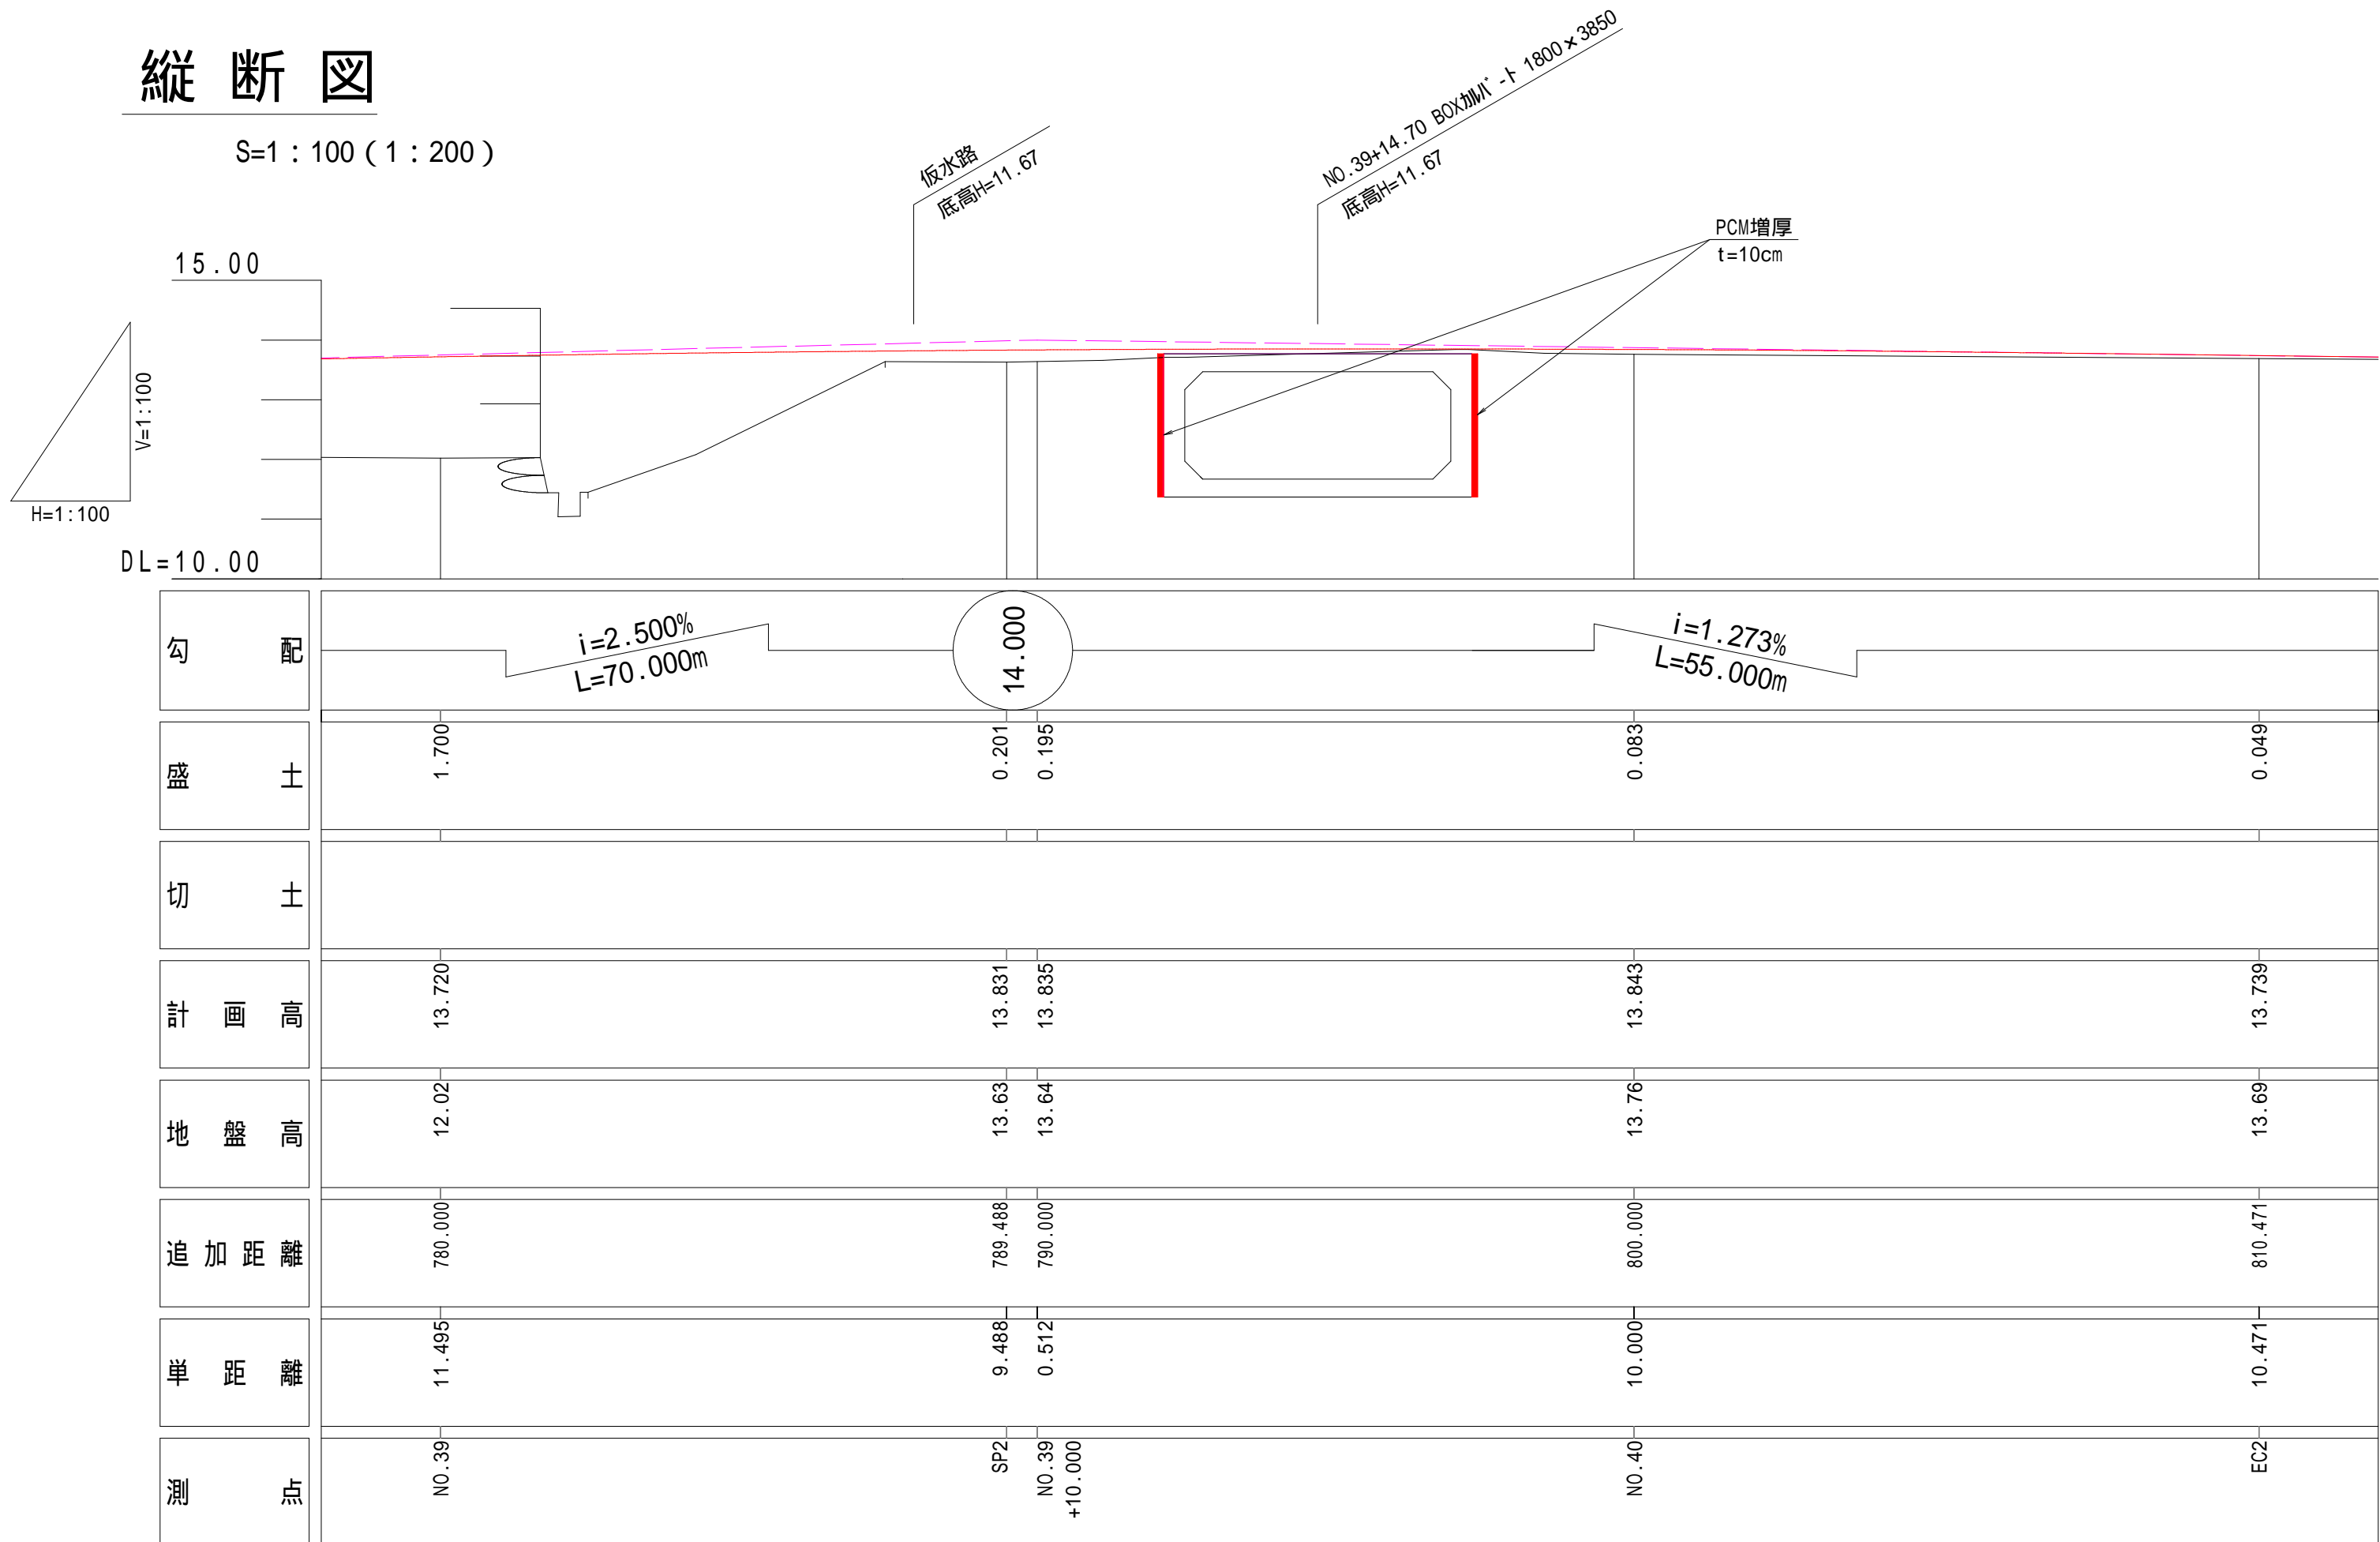 縦断図
S=1:100(1:200)
仮水路
底高H=11.67
NO.39+14.70 BOXｶﾙﾊﾞｰﾄ 1800×3850
底高H=11.67
PCM増厚
t=10cm
15.00
V=1:100
H=1:100
DL=10.00
勾配
i=2.500%
L=70.000m
14.000
i=1.273%
L=55.000m
盛土
1.700
0.201
0.195
0.083
0.049
切土
計画高
13.720
13.831
13.835
13.843
13.739
地盤高
12.02
13.63
13.64
13.76
13.69
追加距離
780.000
789.488
790.000
800.000
810.471
単距離
11.495
9.488
0.512
10.000
10.471
測点
NO.39
SP2
NO.39
+10.000
NO.40
EC2